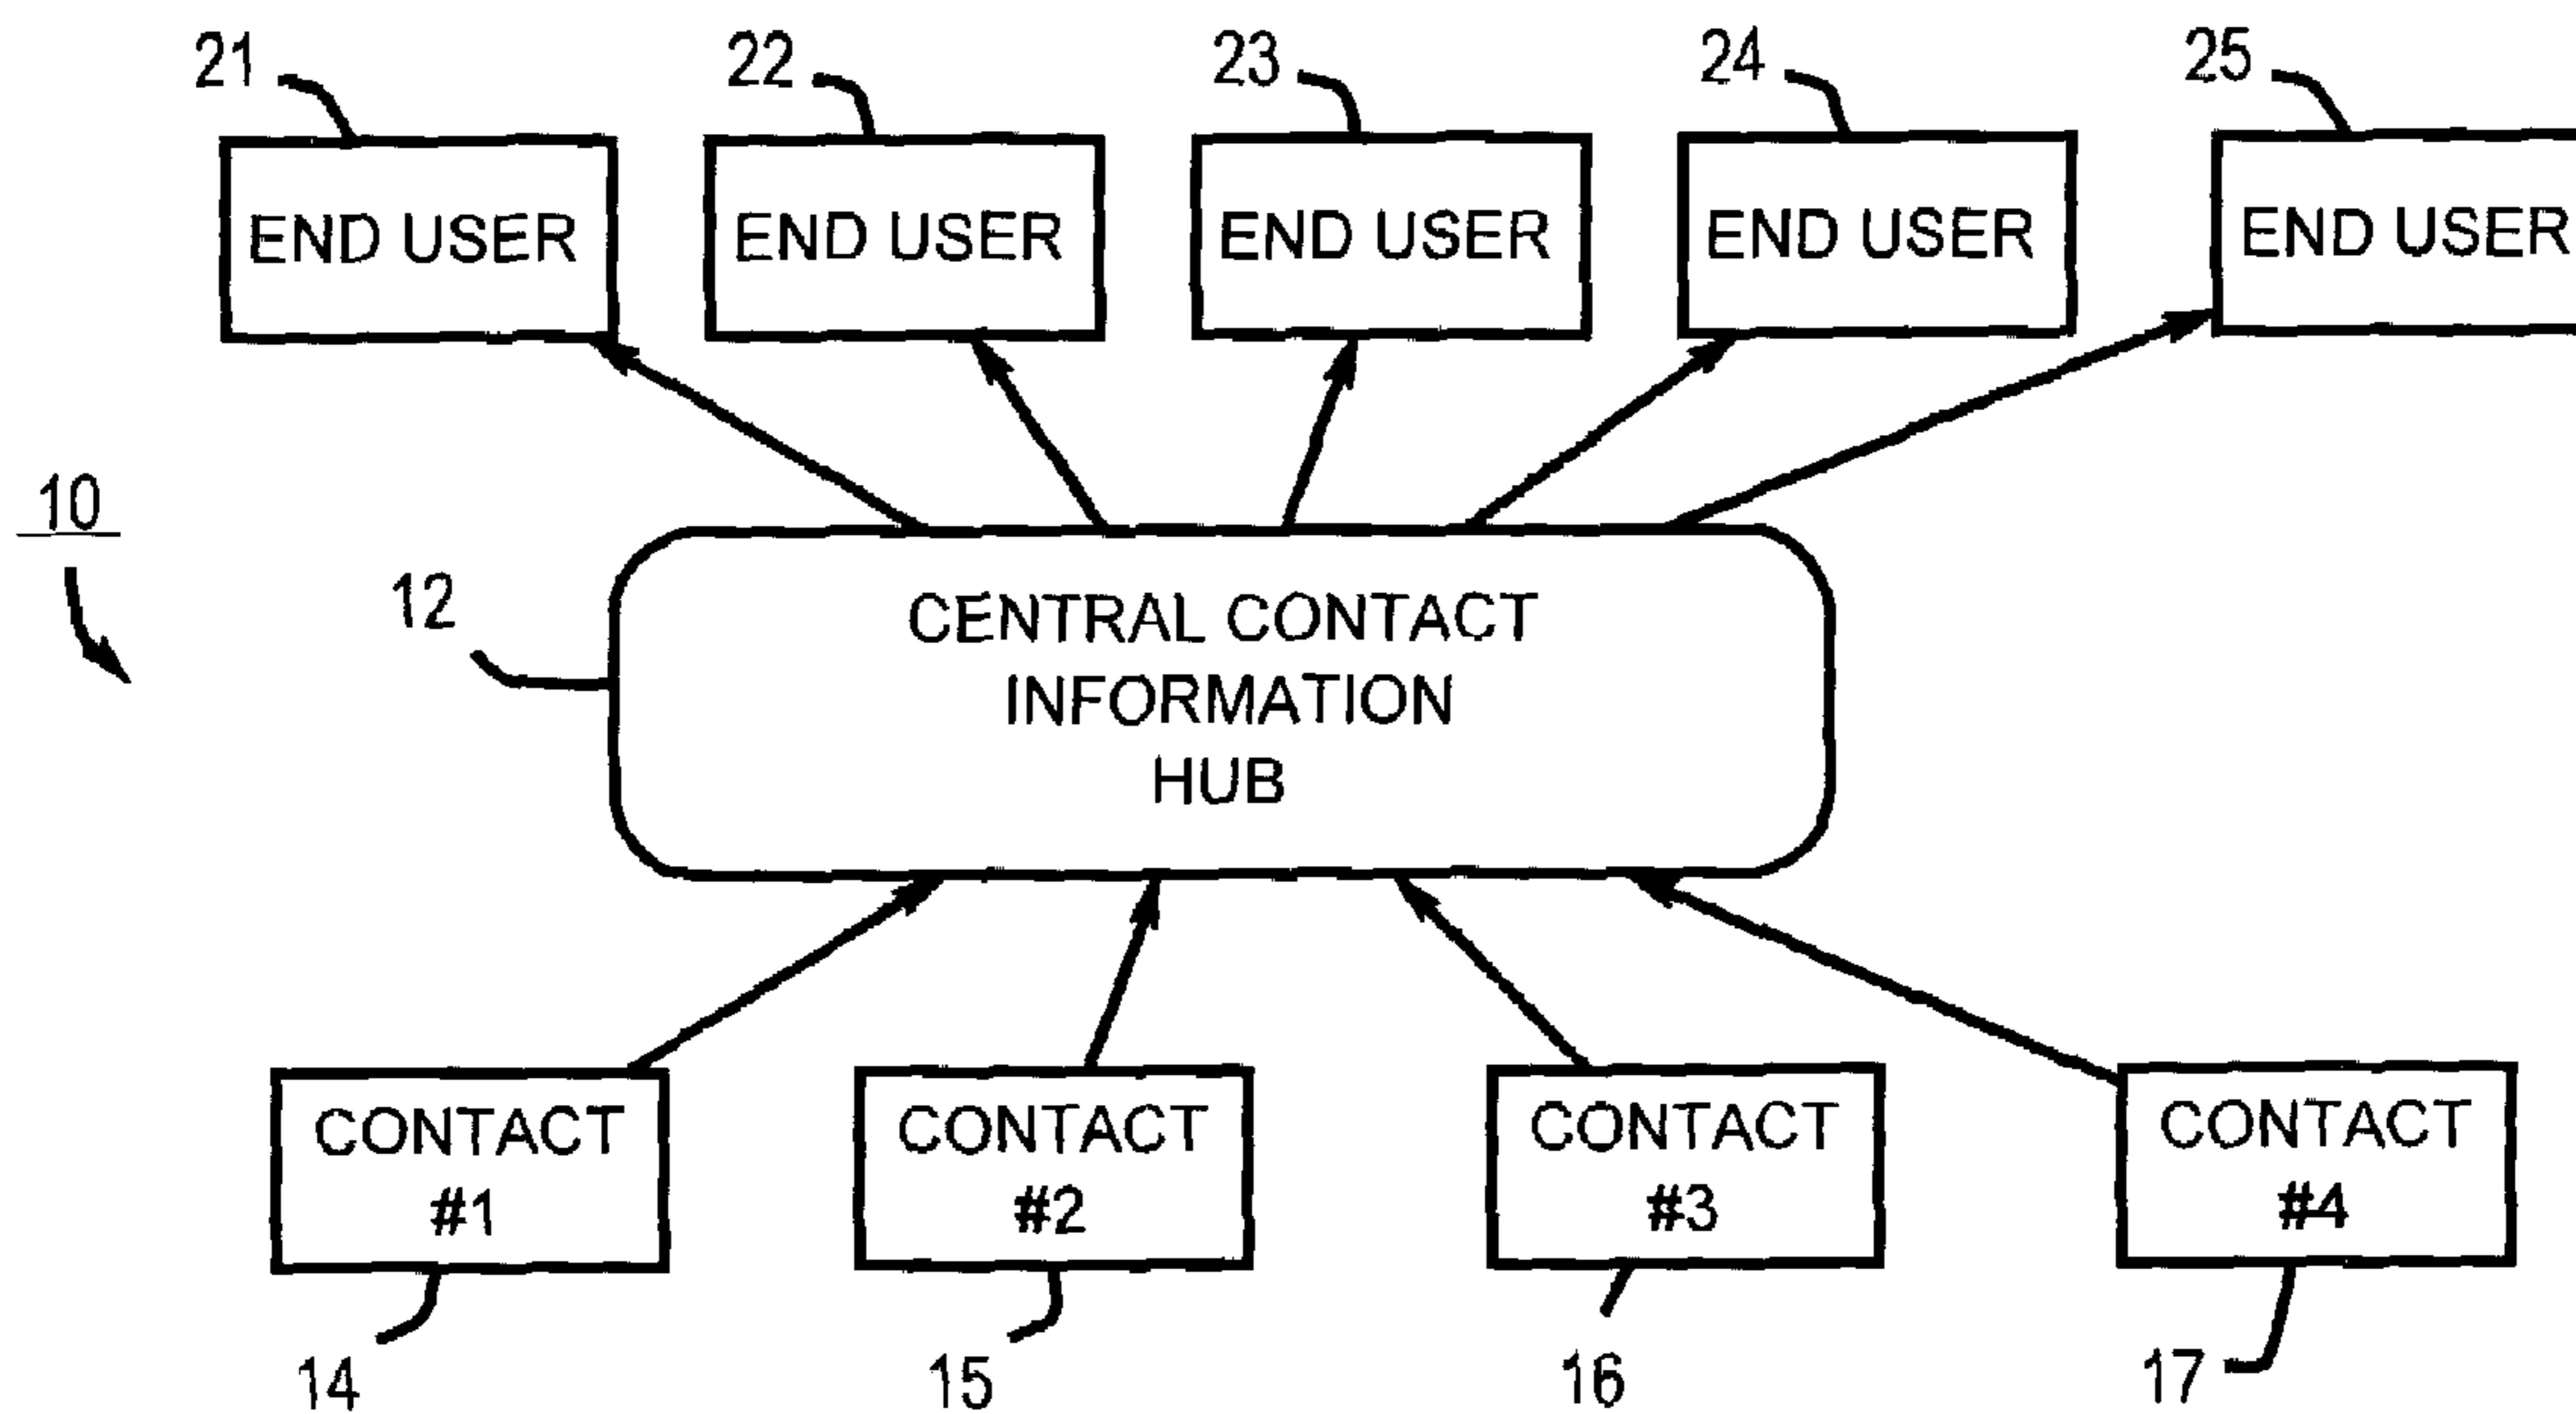 21 22 23 24 25
END USER END USER END USER END USER END USER
10
12
CENTRAL CONTACT
INFORMATION
HUB
CONTACT CONTACT CONTACT CONTACT
#1 #2 #3 #4
14 15 16 17